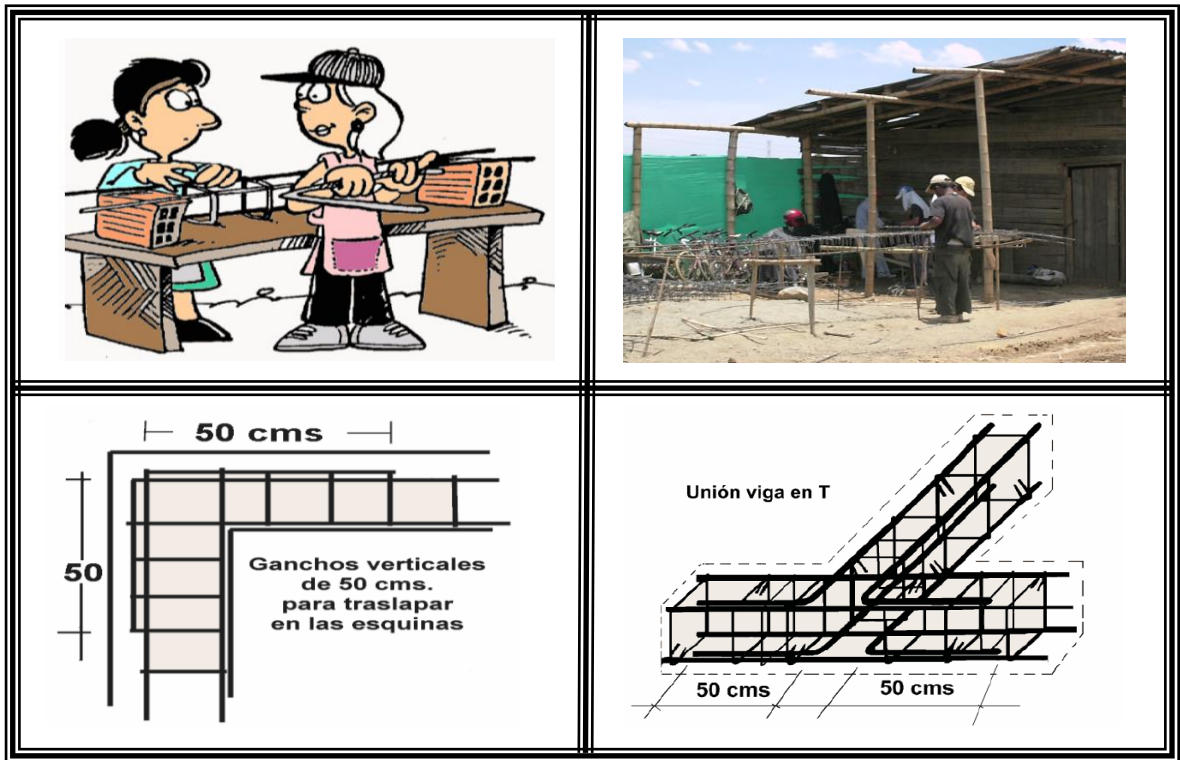 50 cms
50
Ganchos verticales
de 50 cms.
para traslapar
en las esquinas
Unión viga en T
50 cms
50 cms